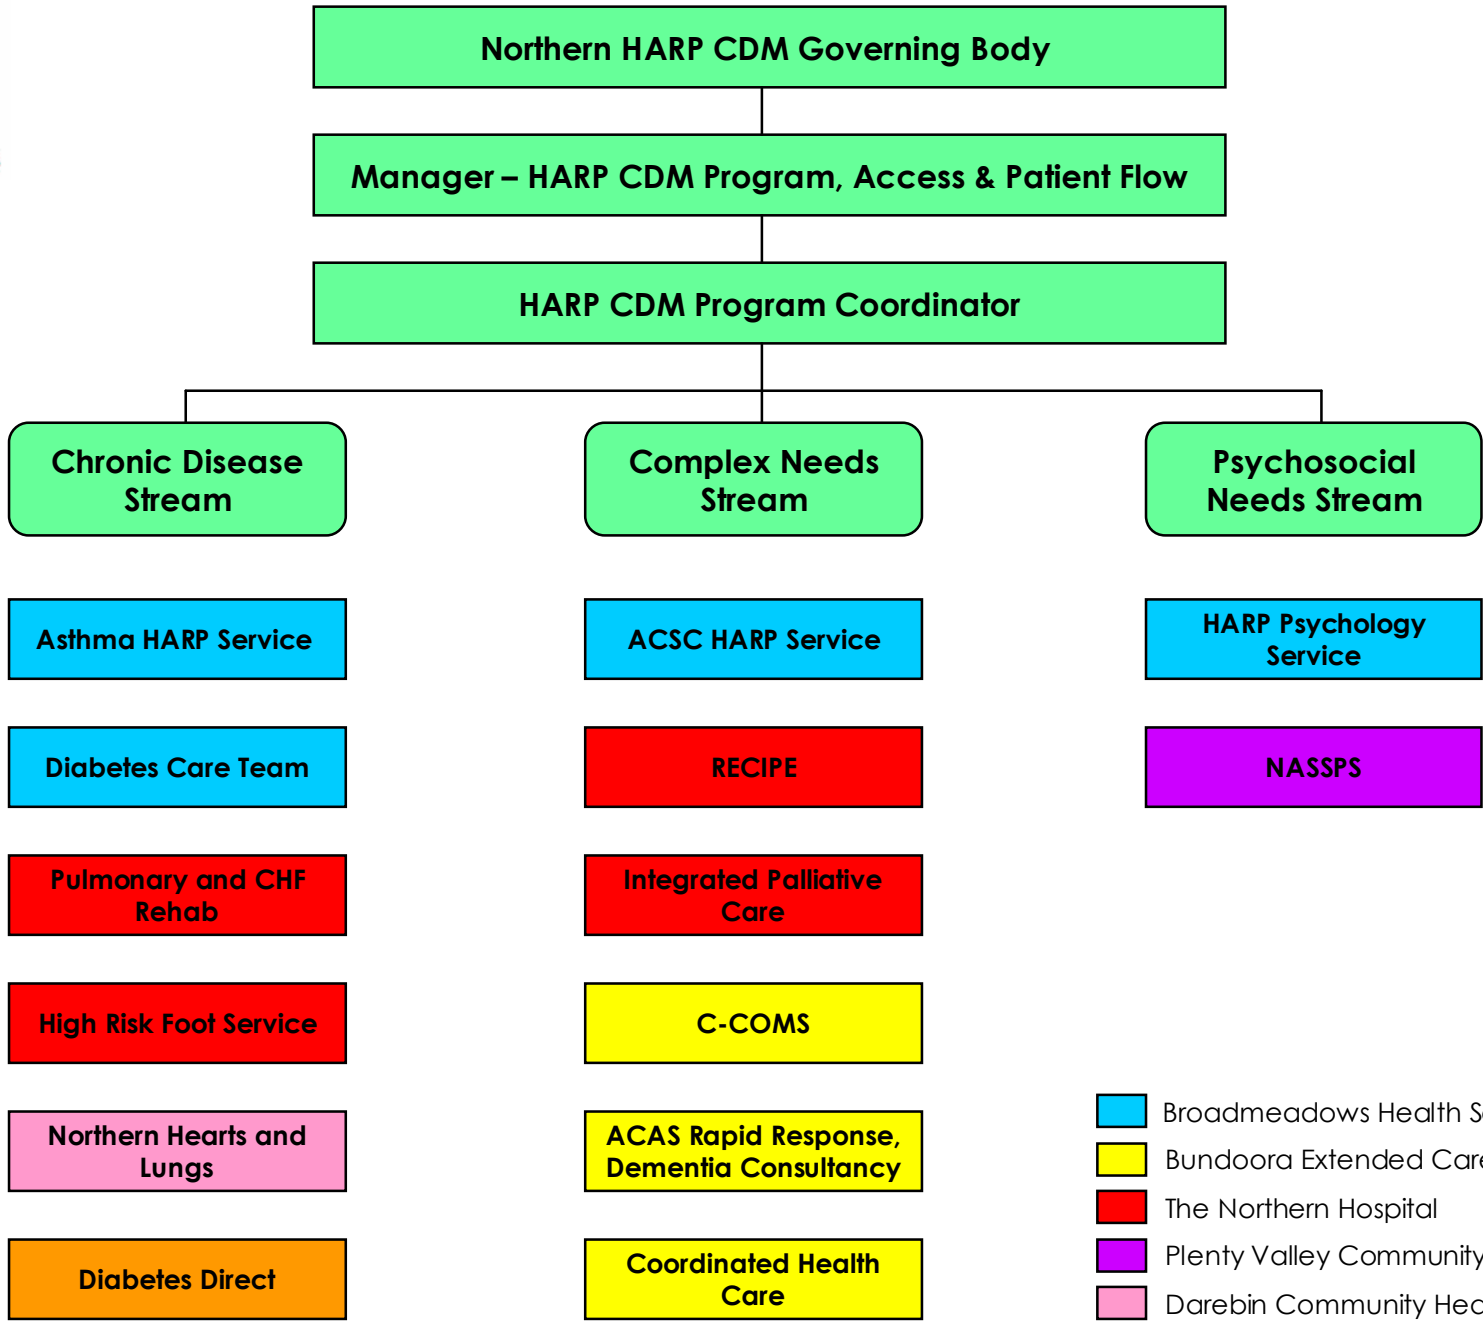 Northern HARP CDM Governing Body
Manager – HARP CDM Program, Access & Patient Flow
HARP CDM Program Coordinator
Chronic Disease
Stream
Complex Needs
Stream
Psychosocial
Needs Stream
Asthma HARP Service
ACSC HARP Service
HARP Psychology
Service
Diabetes Care Team
RECIPE
NASSPS
Pulmonary and CHF
Rehab
Integrated Palliative
Care
High Risk Foot Service
C-COMS
Northern Hearts and
Lungs
ACAS Rapid Response,
Dementia Consultancy
Diabetes Direct
Coordinated Health
Care
Broadmeadows Health
Bundoora Extended Care
The Northern Hospital
Plenty Valley Community
Darebin Community